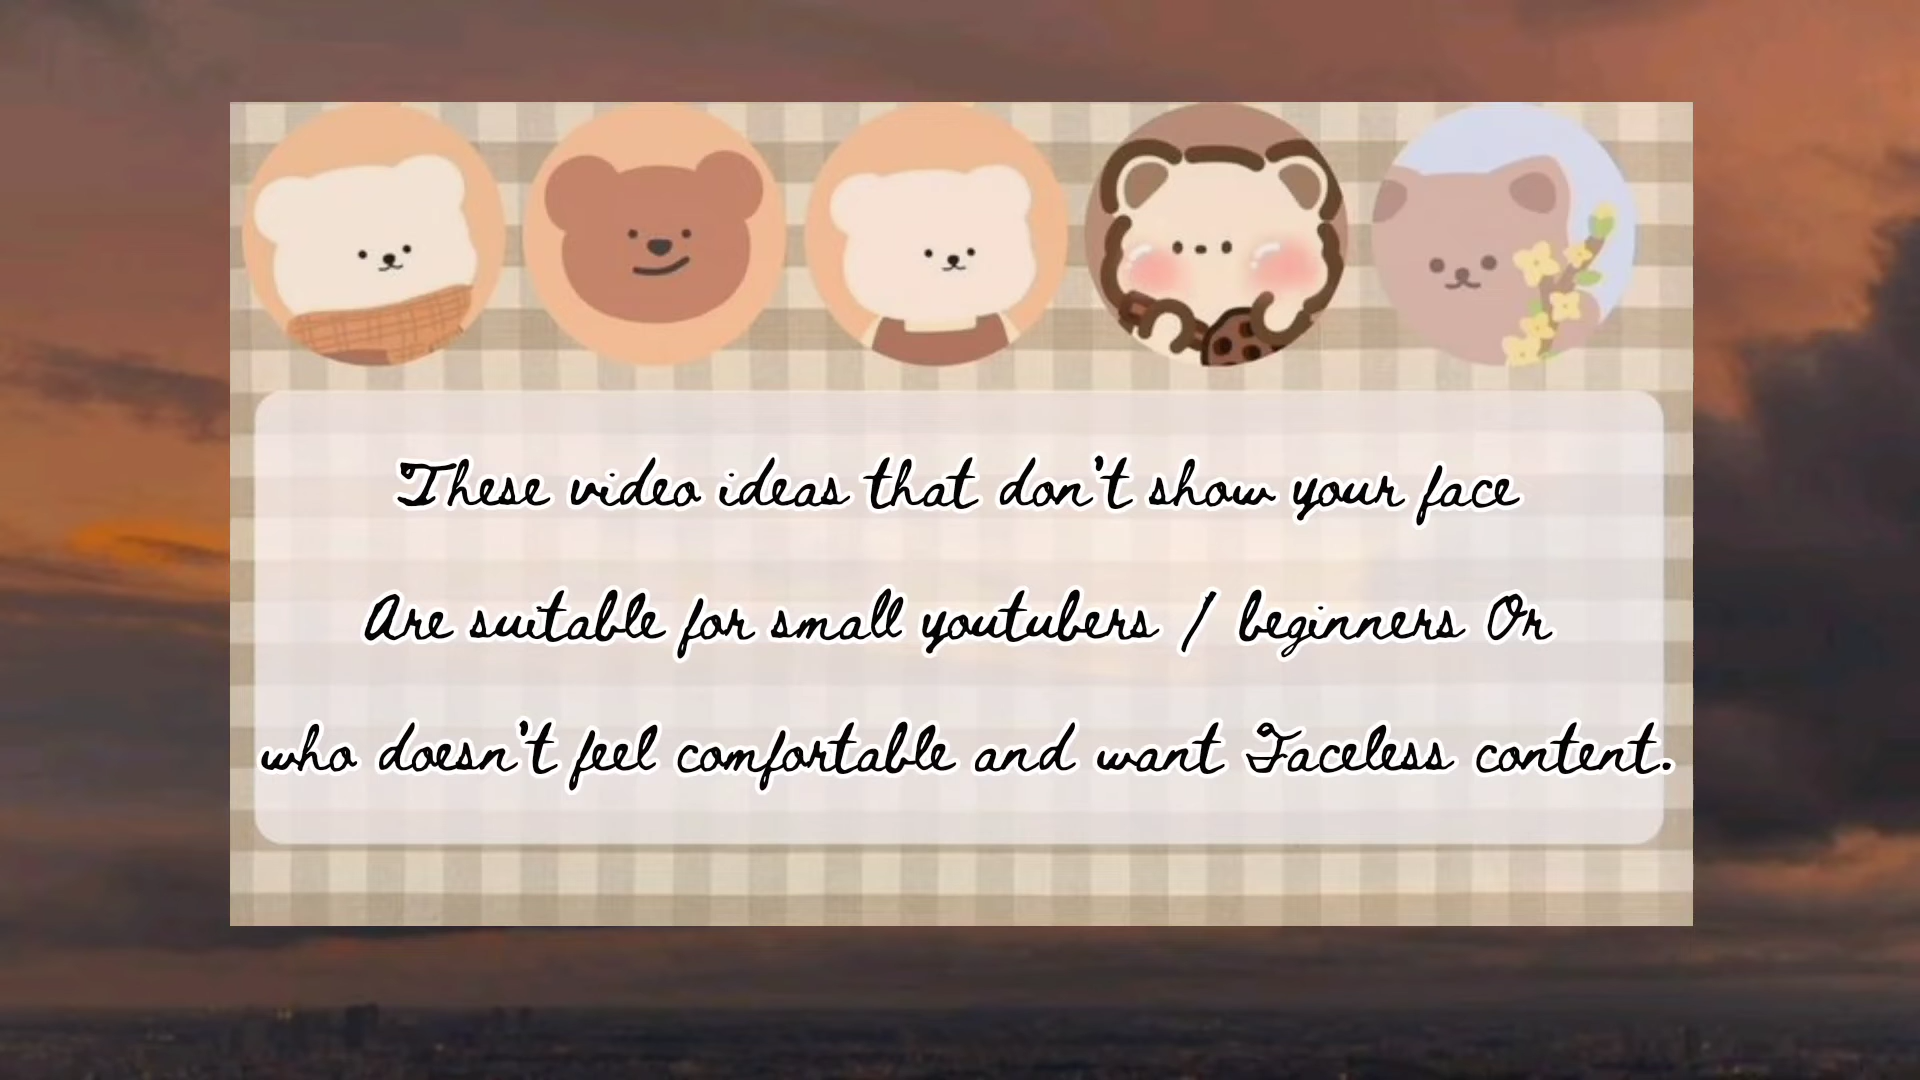 These video ideas that don't show your face
Are suitable for small youtubers / beginners Or
who doesn't feel comfortable and want Faceless content.